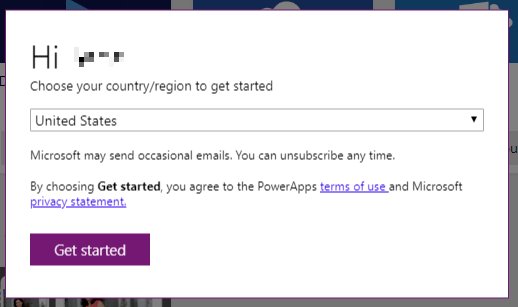 Hi
Choose your country/region to get started
United States
Microsoft may send occasional emails. You can unsubscribe any time.
By choosing Get started, you agree to the PowerApps terms of use and Microsoft
privacy statement.
Get started